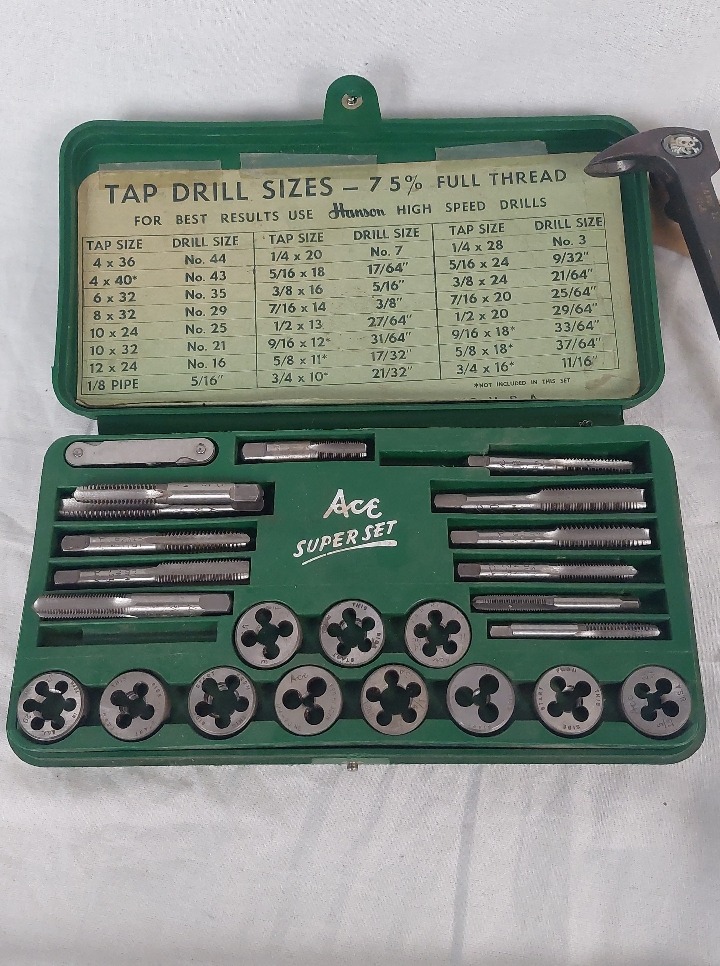 TAP DRILL SIZES – 75% FULL THREAD
FOR BEST RESULTS USE Hanson HIGH SPEED DRILLS
TAP SIZE DRILL SIZE TAP SIZE DRILL SIZE TAP SIZE DRILL SIZE
4 x 36 No. 44 1/4 x 20 No. 7 1/4 x 28 No. 3
4 x 40* No. 43 5/16 x 18 17/64" 5/16 x 24 9/32"
6 x 32 No. 35 3/8 x 16 5/16" 3/8 x 24 21/64"
8 x 32 No. 29 7/16 x 14 3/8" 7/16 x 20 25/64"
10 x 24 No. 25 1/2 x 13 27/64" 1/2 x 20 29/64"
10 x 32 No. 21 9/16 x 12* 31/64" 9/16 x 18* 33/64"
12 x 24 No. 16 5/8 x 11* 17/32" 5/8 x 18* 37/64"
1/8 PIPE 5/16" 3/4 x 10* 21/32" 3/4 x 16* 11/16"
*NOT INCLUDED IN THIS SET
Ace
SUPER SET